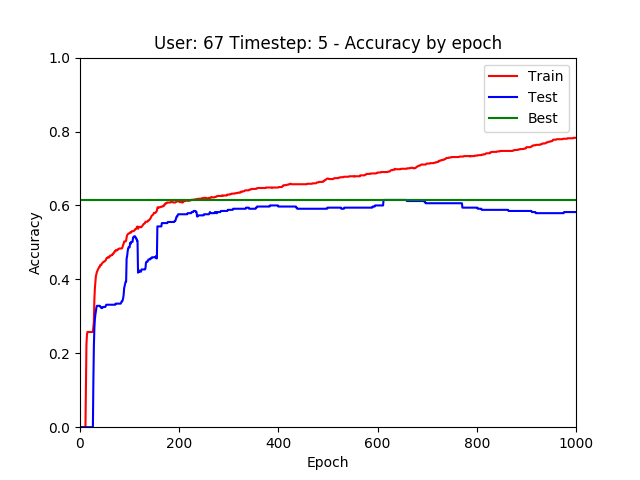 User: 67 Timestep: 5 - Accuracy by epoch
1.0
0.8
0.6
0.4
0.2
0.0
Accuracy
Train
Test
Best
0 200 400 600 800 1000
Epoch